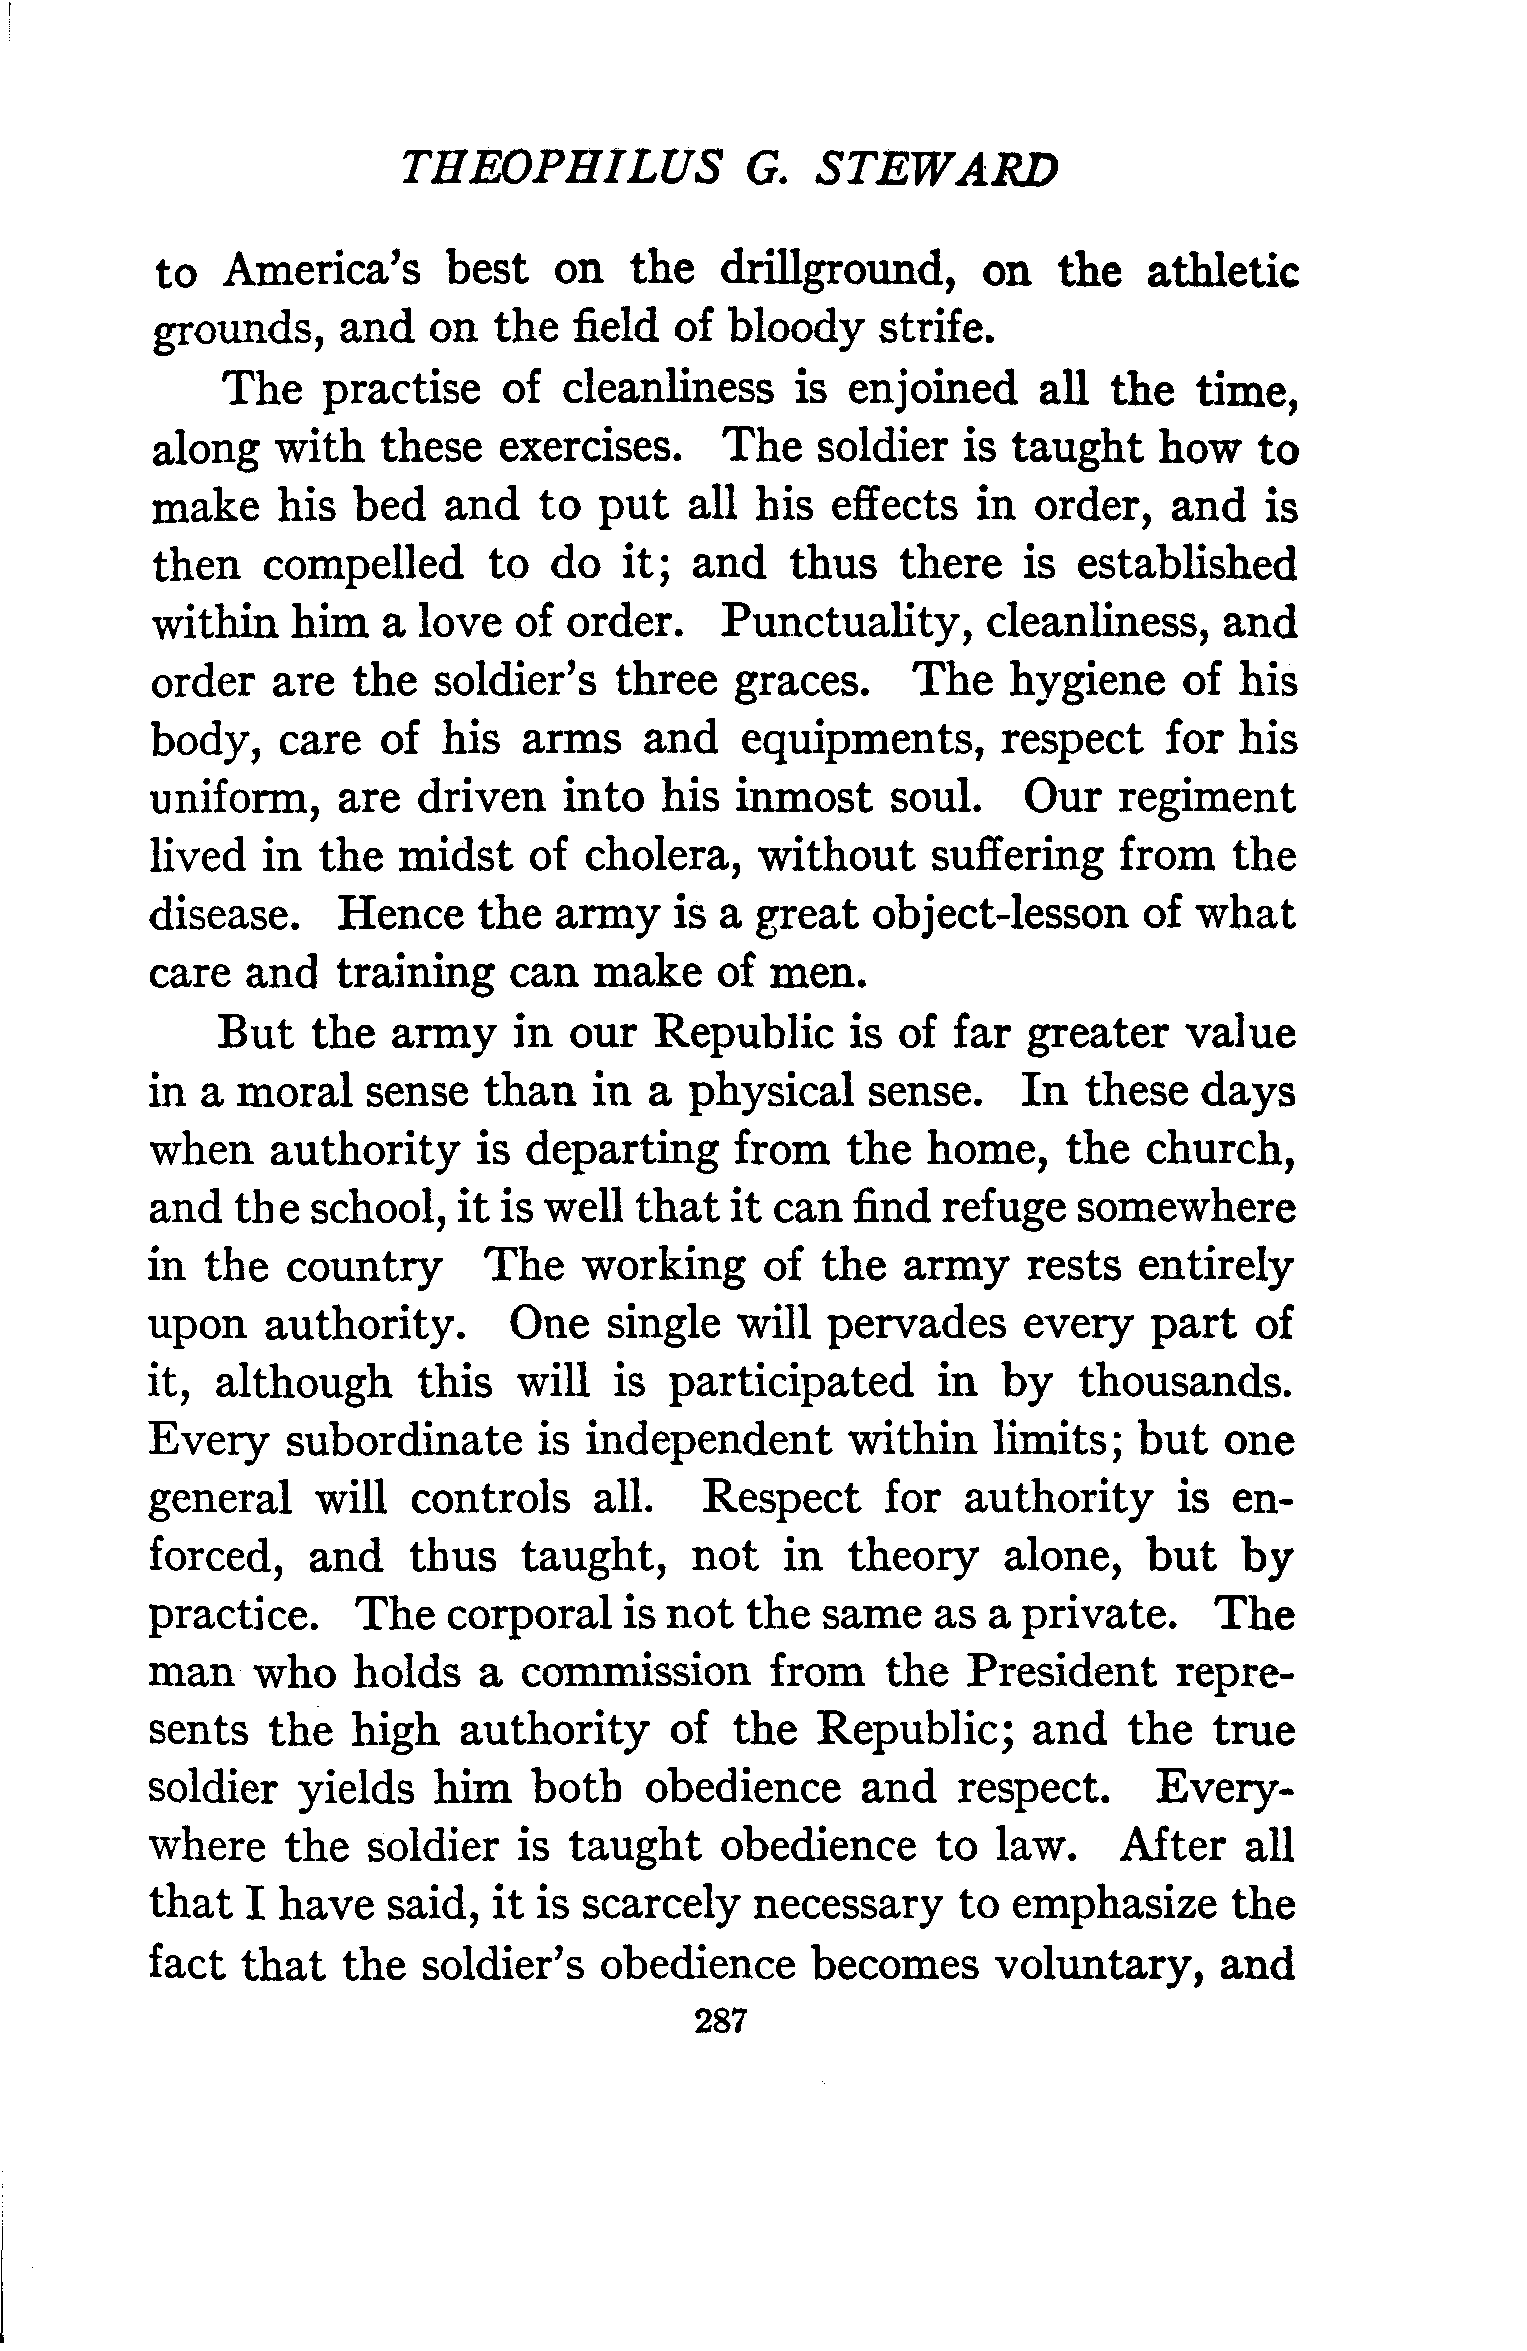 THEOPHILUS G. STEWARD
to America's best on the drillground, on the athletic
grounds, and on the field of bloody strife.
The practise of cleanliness is enjoined all the time,
along with these exercises. The soldier is taught how to
make his bed and to put all his effects in order, and is
then compelled to do it; and thus there is established
within him a love of order. Punctuality, cleanliness, and
order are the soldier's three graces. The hygiene of his
body, care of his arms and equipments, respect for his
uniform, are driven into his inmost soul. Our regiment
lived in the midst of cholera, without suffering from the
disease. Hence the army is a great object-lesson of what
care and training can make of men.
But the army in our Republic is of far greater value
in a moral sense than in a physical sense. In these days
when authority is departing from the home, the church,
and the school, it is well that it can find refuge somewhere
in the country The working of the army rests entirely
upon authority. One single will pervades every part of
it, although this will is participated in by thousands.
Every subordinate is independent within limits; but one
general will controls all. Respect for authority is en-
forced, and thus taught, not in theory alone, but by
practice. The corporal is not the same as a private. The
man who holds a commission from the President repre-
sents the high authority of the Republic; and the true
soldier yields him both obedience and respect. Every-
where the soldier is taught obedience to law. After all
that I have said, it is scarcely necessary to emphasize the
fact that the soldier's obedience becomes voluntary, and
287